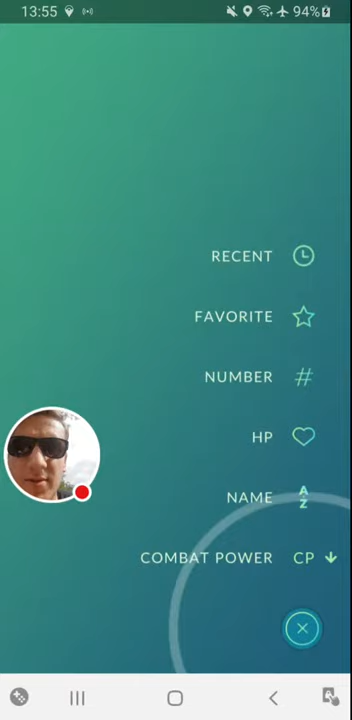 13:55 94%
RECENT
FAVORITE
NUMBER #
HP
NAME A Z
COMBAT POWER CP